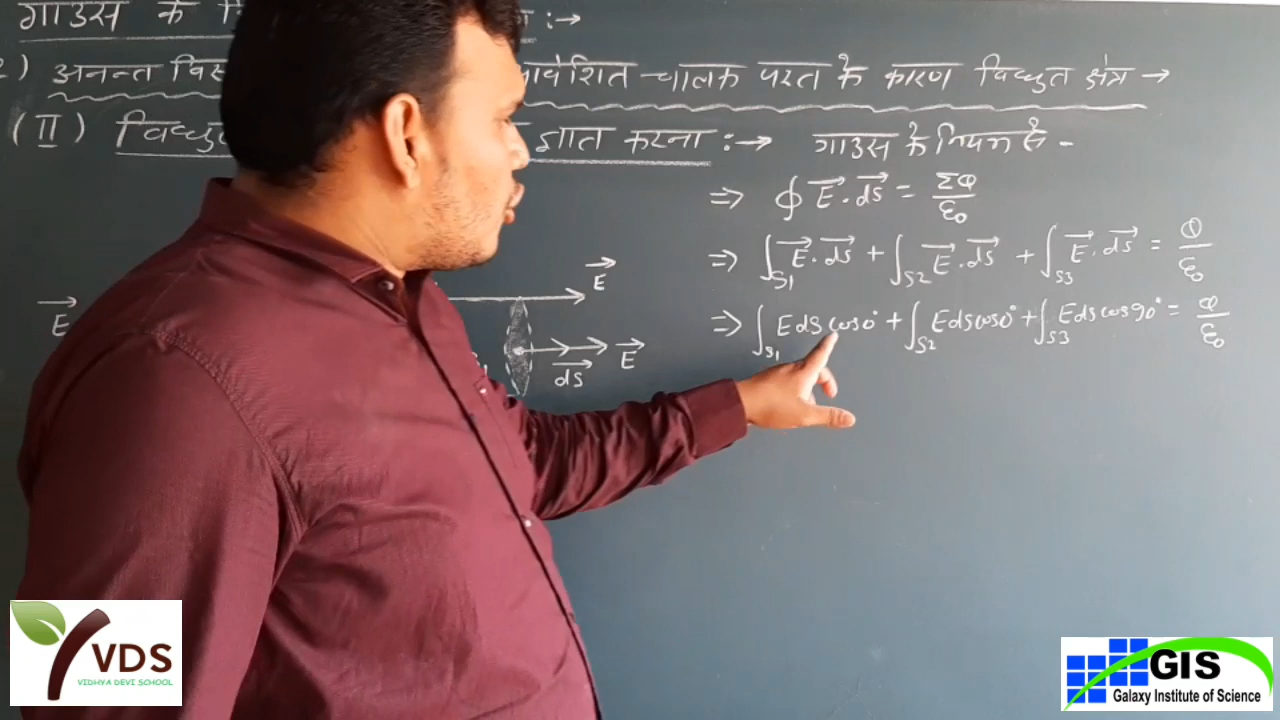 गाउस के :→
अनन्त आवेशित चालक परत के कारण विद्युत क्षेत्र →
(II) ज्ञात करना :→ गाउस के नियम से -
⇒ ∮ E⃗ · ds⃗ = ΣQ/ε₀
⇒ ∫S1 E⃗ · ds⃗ + ∫S2 E⃗ · ds⃗ + ∫S3 E⃗ · ds⃗ = Q/ε₀
⇒ ∫S1 E ds cos0° + ∫S2 E ds cos0° + ∫S3 E ds cos90° = Q/ε₀
E⃗
E⃗
E⃗
ds⃗
VDS
VIDHYA DEVI SCHOOL
GIS
Galaxy Institute of Science